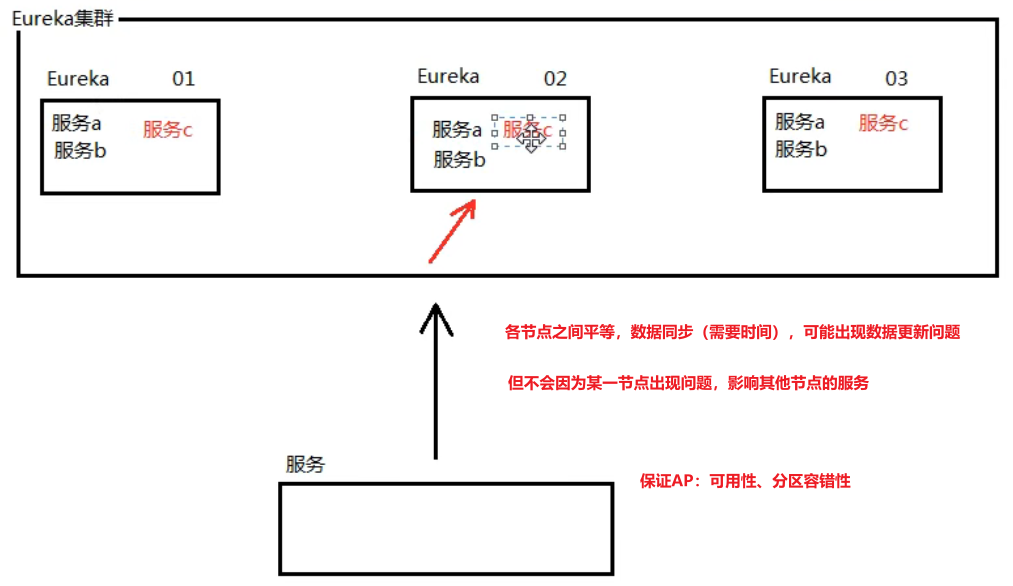 Eureka集群
Eureka 01
服务a 服务c
服务b
Eureka 02
服务a 服务c
服务b
Eureka 03
服务a 服务c
服务b
各节点之间平等，数据同步（需要时间），可能出现数据更新问题
但不会因为某一节点出现问题，影响其他节点的服务
服务
保证AP：可用性、分区容错性